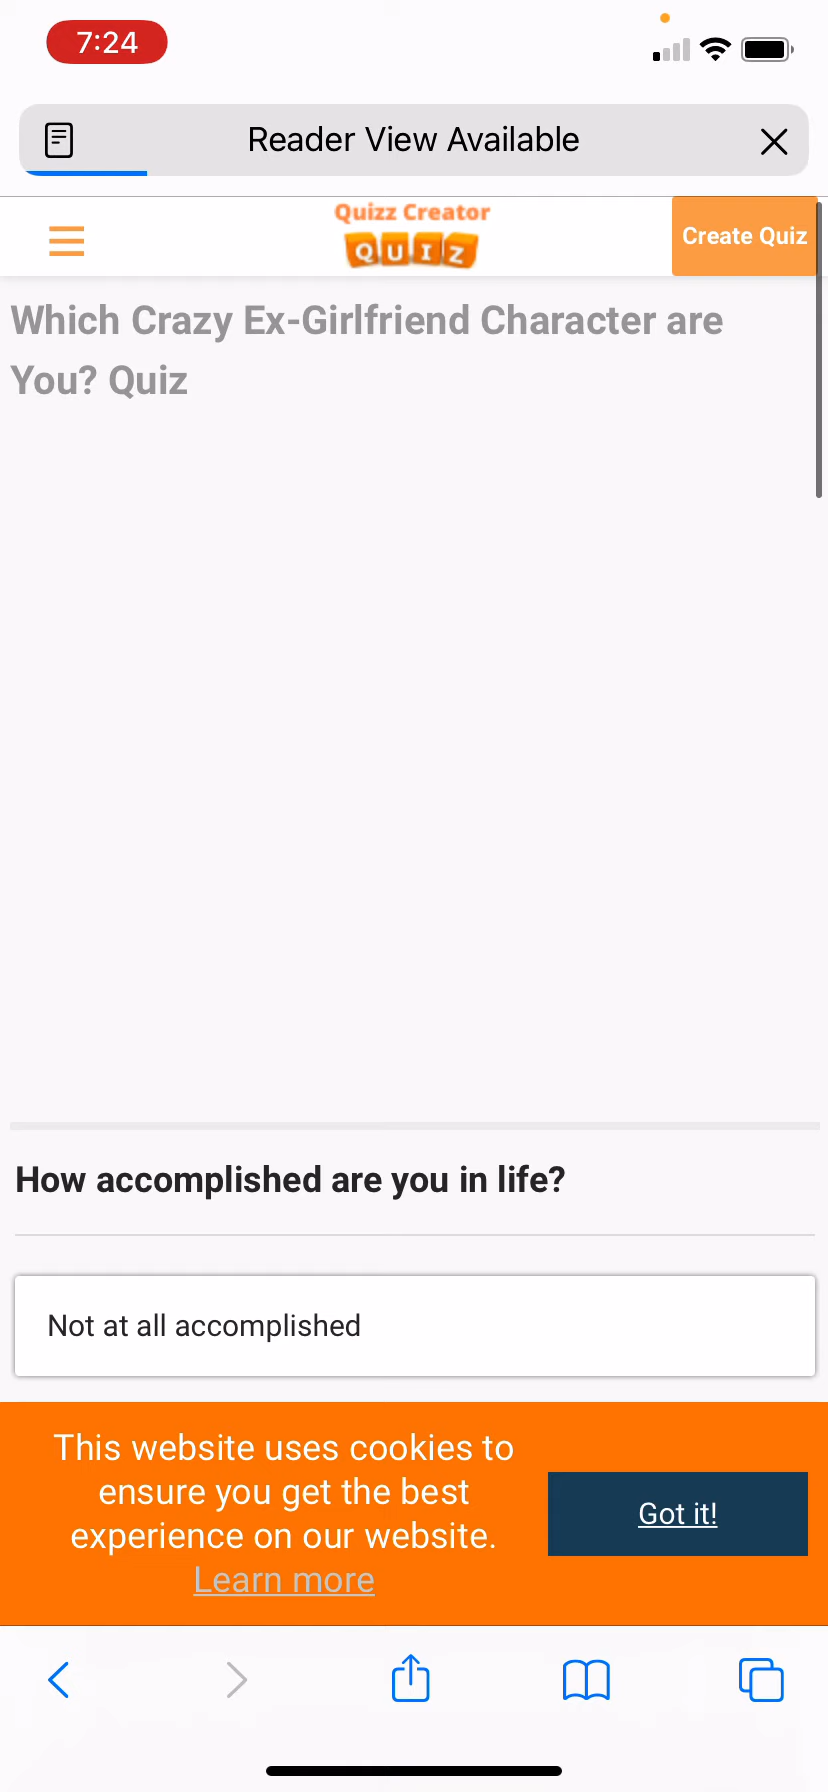 7:24
Reader View Available
Quizz Creator
QUIZ
Create Quiz
Which Crazy Ex-Girlfriend Character are
You? Quiz
How accomplished are you in life?
Not at all accomplished
This website uses cookies to
ensure you get the best
experience on our website.
Learn more
Got it!